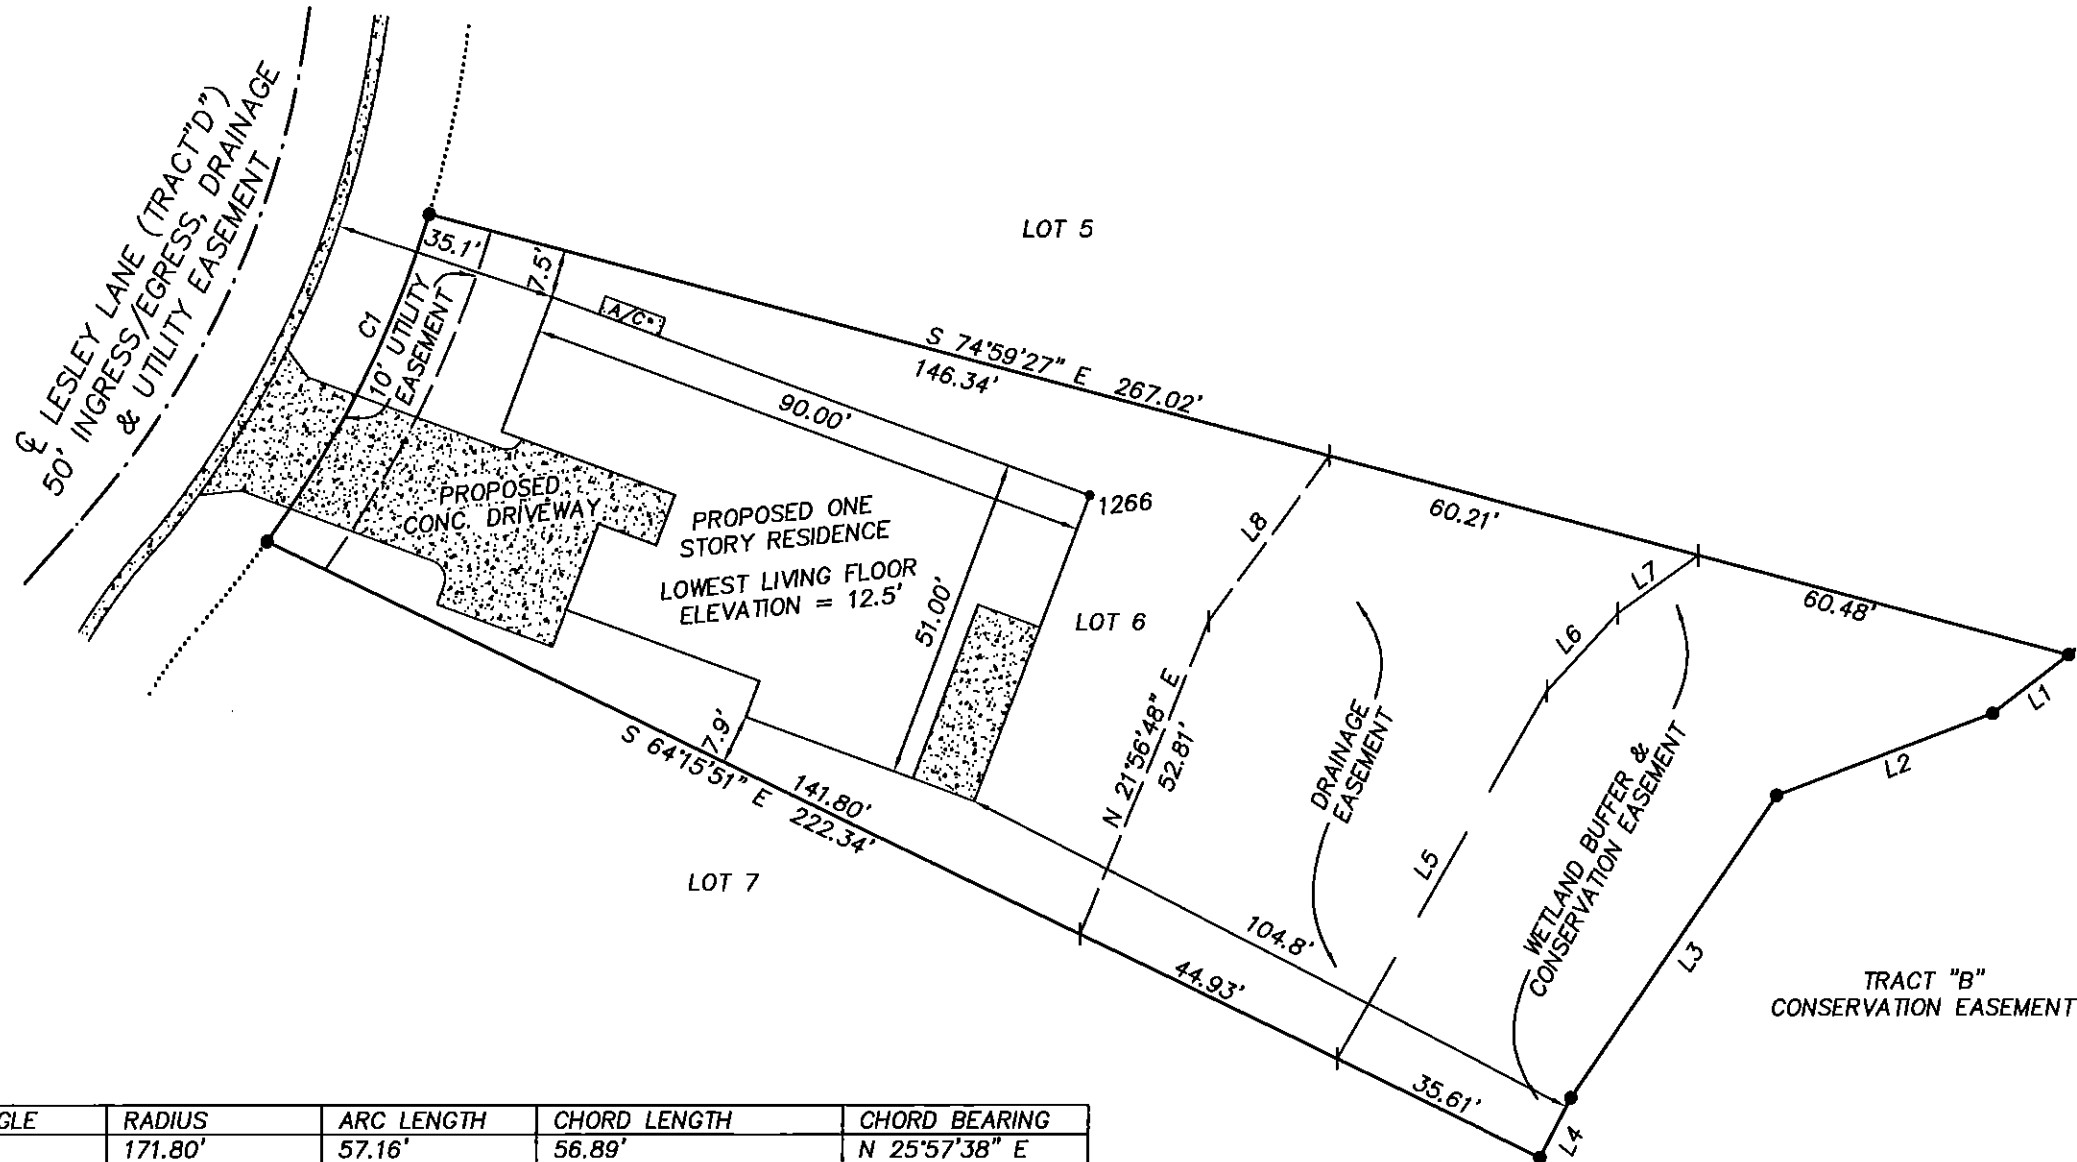 ℄ LESLEY LANE (TRACT"D")
50' INGRESS/EGRESS, DRAINAGE
& UTILITY EASEMENT
LOT 5
35.1'
7.5'
C1
10' UTILITY
EASEMENT
A/C
S 74°59'27" E 267.02'
146.34'
90.00'
1266
PROPOSED
CONC. DRIVEWAY
PROPOSED ONE
STORY RESIDENCE
LOWEST LIVING FLOOR
ELEVATION = 12.5'
51.00'
LOT 6
L8
60.21'
L7
L6
60.48'
L1
L2
N 21°56'48" E
52.81'
DRAINAGE
EASEMENT
L5
WETLAND BUFFER &
CONSERVATION EASEMENT
L3
7.9'
S 64°15'51" E 222.34'
141.80'
LOT 7
104.8'
44.93'
35.61'
L4
TRACT "B"
CONSERVATION EASEMENT
GLE RADIUS ARC LENGTH CHORD LENGTH CHORD BEARING
171.80' 57.16' 56.89' N 25°57'38" E